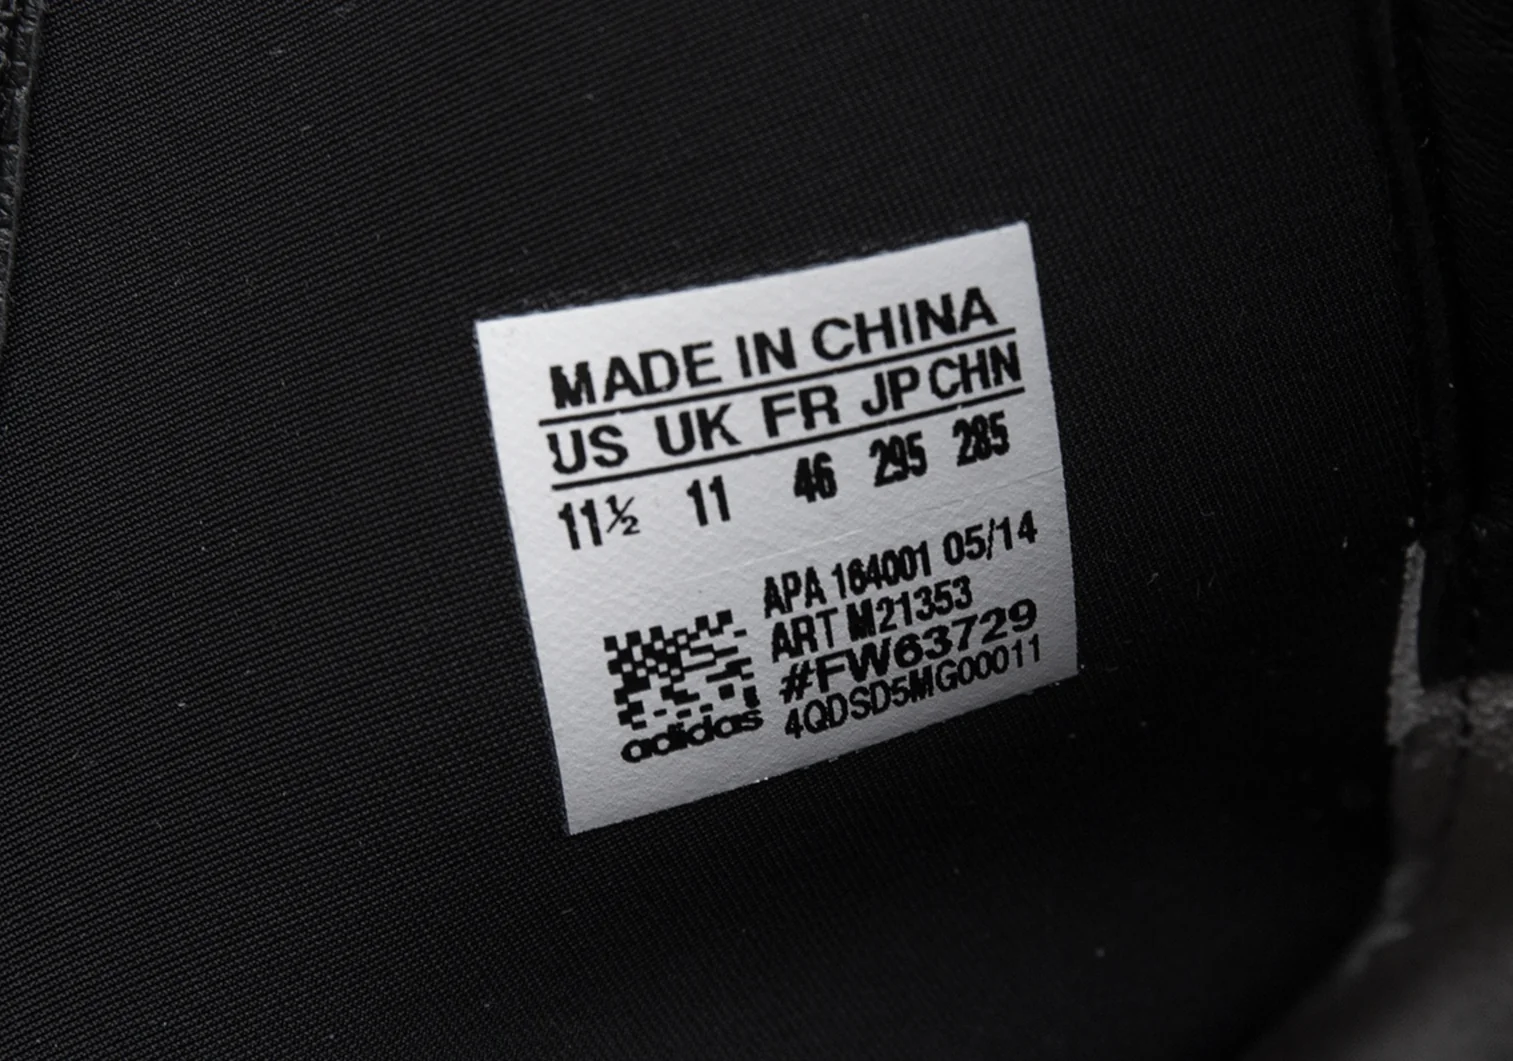 MADE IN CHINA
US UK FR JP CHN
11½ 11 46 295 285
APA 164001 05/14
ART M21353
#FW63729
4QDSD5MG00011
adidas